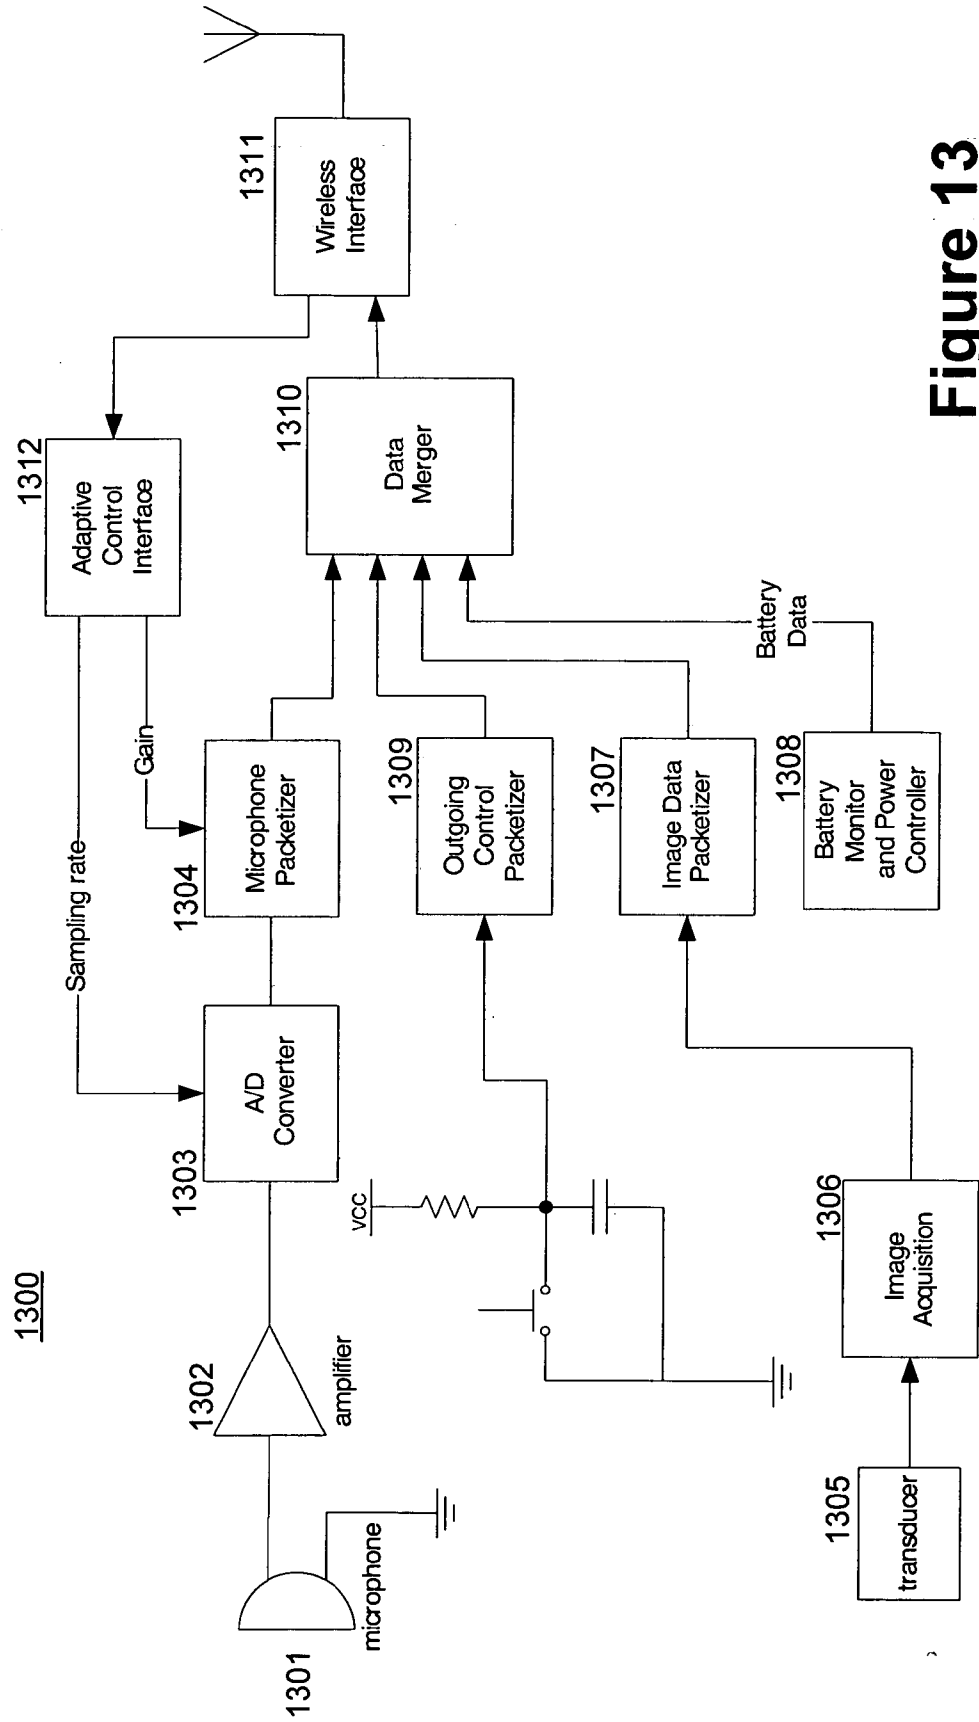 1300
1312
Adaptive
Control
Interface
1311
Wireless
Interface
Sampling rate
Gain
1301
microphone
1302
amplifier
1303
A/D
Converter
1304
Microphone
Packetizer
1310
Data
Merger
VCC
1309
Outgoing
Control
Packetizer
1307
Image Data
Packetizer
1305
transducer
1306
Image
Acquisition
1308
Battery
Monitor
and Power
Controller
Battery
Data
Figure 13